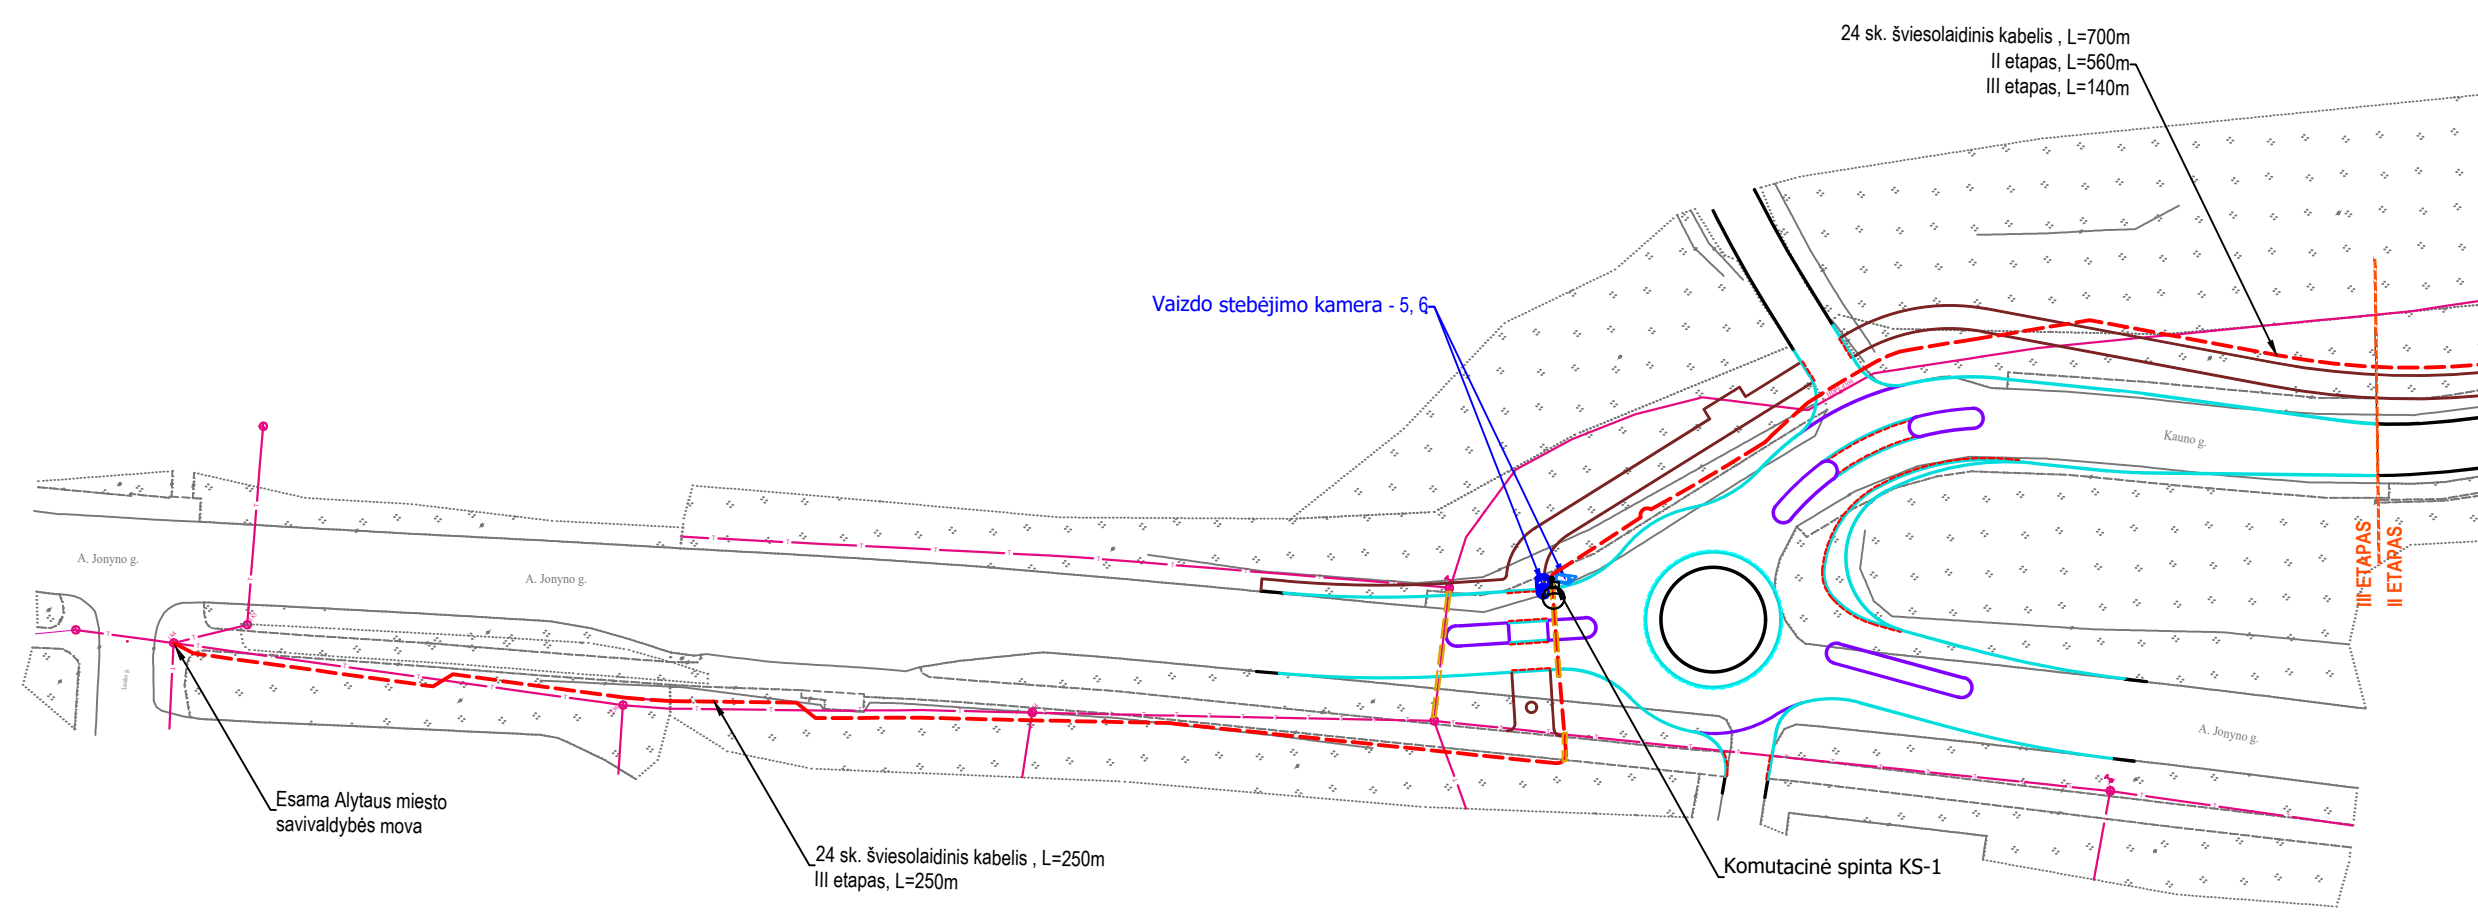 24 sk. šviesolaidinis kabelis , L=700m
II etapas, L=560m
III etapas, L=140m
Vaizdo stebėjimo kamera - 5, 6
Kauno g.
A. Jonyno g.
A. Jonyno g.
III ETAPAS
II ETAPAS
A. Jonyno g.
Esama Alytaus miesto
savivaldybės mova
24 sk. šviesolaidinis kabelis , L=250m
III etapas, L=250m
Komutacinė spinta KS-1